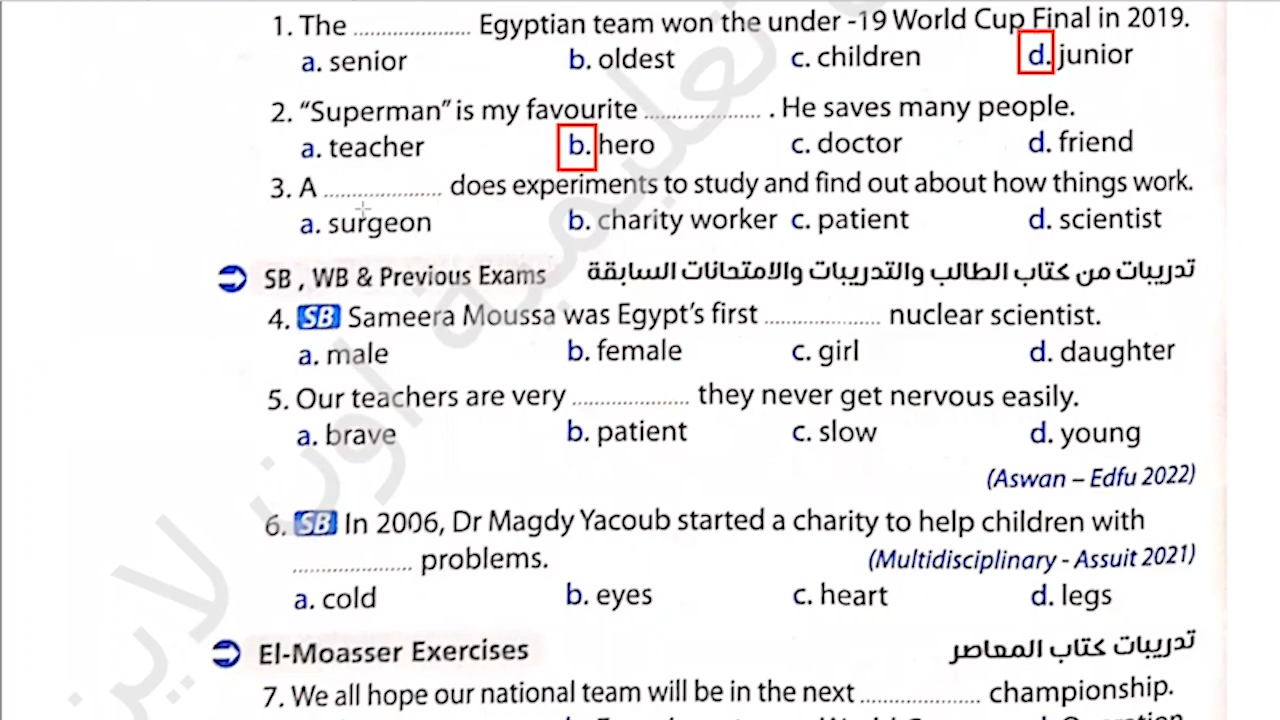 1. The ...................... Egyptian team won the under -19 World Cup Final in 2019.
a. senior b. oldest c. children d. junior
2. “Superman” is my favourite ...................... . He saves many people.
a. teacher b. hero c. doctor d. friend
3. A ...................... does experiments to study and find out about how things work.
a. surgeon b. charity worker c. patient d. scientist
SB , WB & Previous Exams تدريبات من كتاب الطالب والتدريبات والامتحانات السابقة
4. SB Sameera Moussa was Egypt’s first ...................... nuclear scientist.
a. male b. female c. girl d. daughter
5. Our teachers are very ...................... they never get nervous easily.
a. brave b. patient c. slow d. young
(Aswan – Edfu 2022)
6. SB In 2006, Dr Magdy Yacoub started a charity to help children with
...................... problems. (Multidisciplinary - Assuit 2021)
a. cold b. eyes c. heart d. legs
El-Moasser Exercises تدريبات كتاب المعاصر
7. We all hope our national team will be in the next ...................... championship.
تعليمية اون لاين